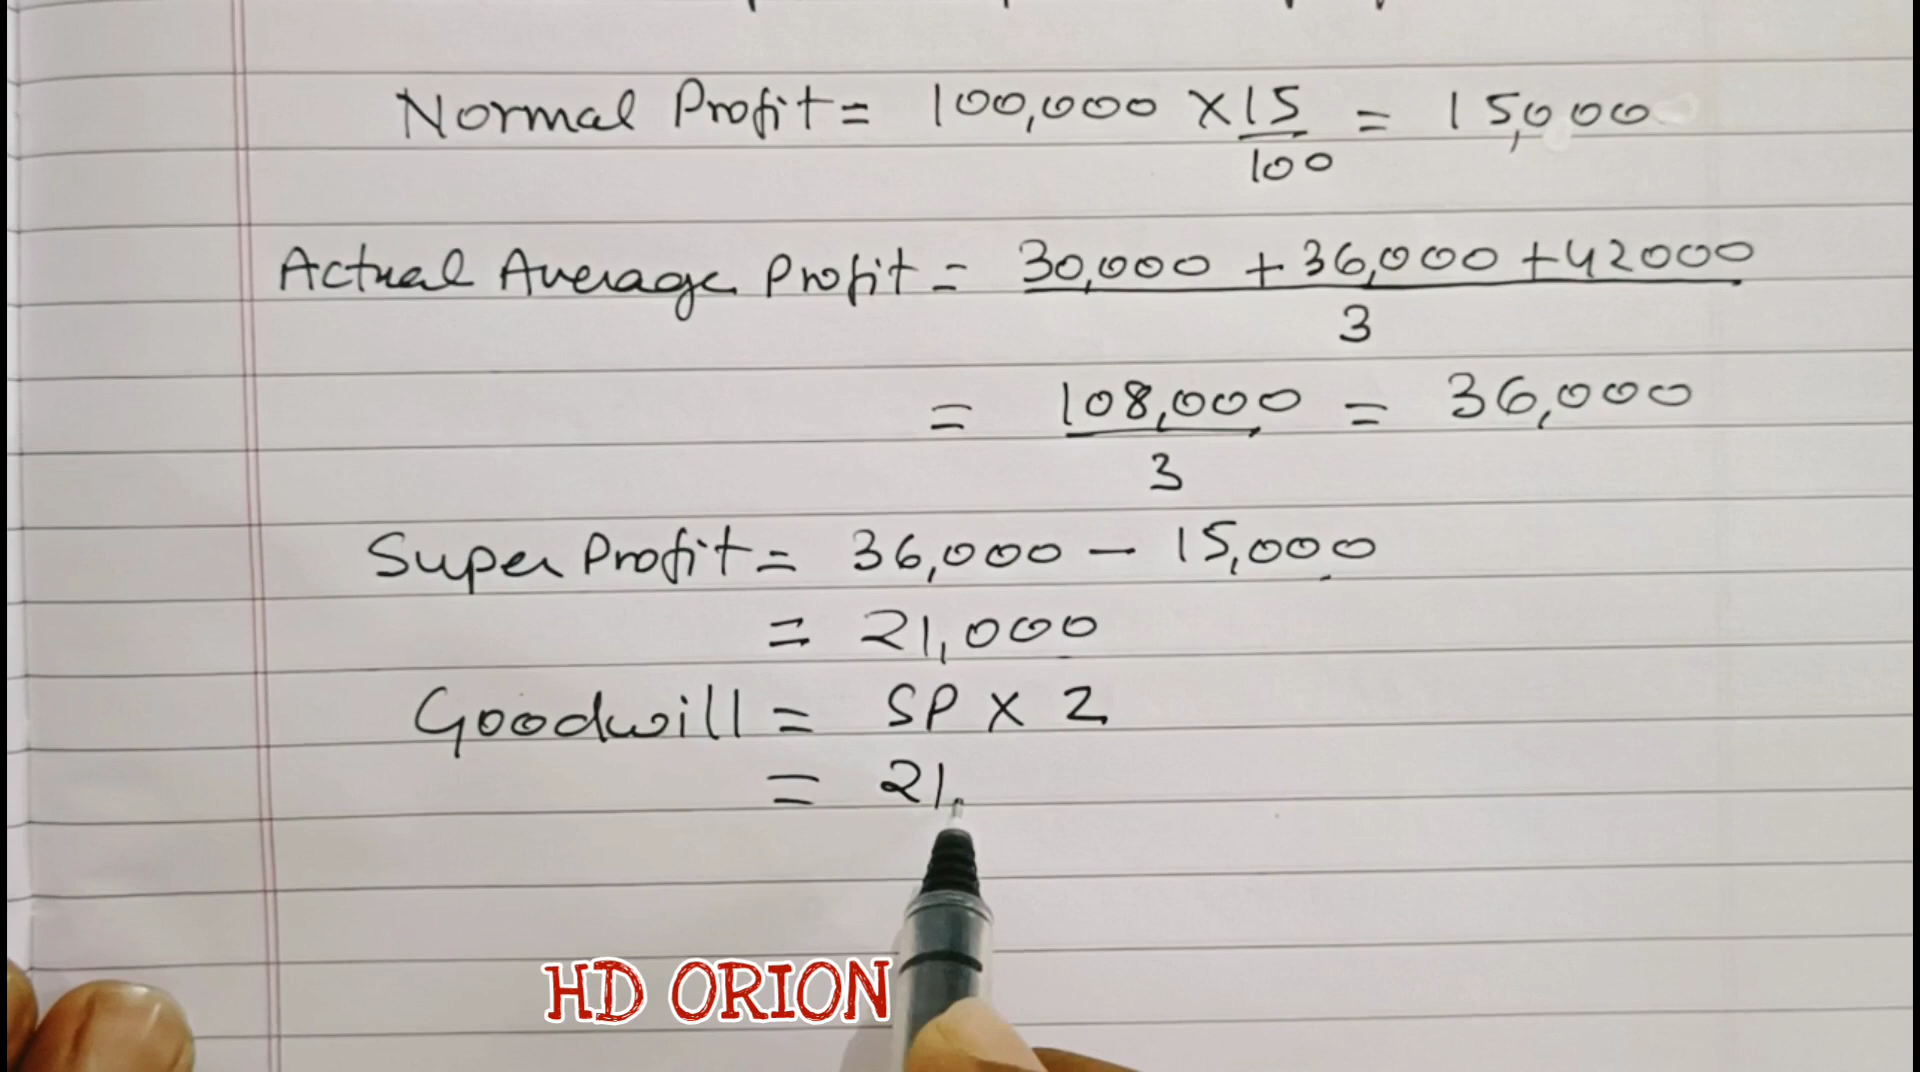 Normal Profit = 100,000 × 15/100 = 15,000
Actual Average Profit = 30,000 + 36,000 + 42000
3
= 108,000/3 = 36,000
Super Profit = 36,000 – 15,000
= 21,000
Goodwill = SP × 2
= 21,
HD ORION